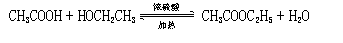 浓硫酸
CH₃COOH + HOCH₂CH₃ ⇌ CH₃COOC₂H₅ + H₂O
加热